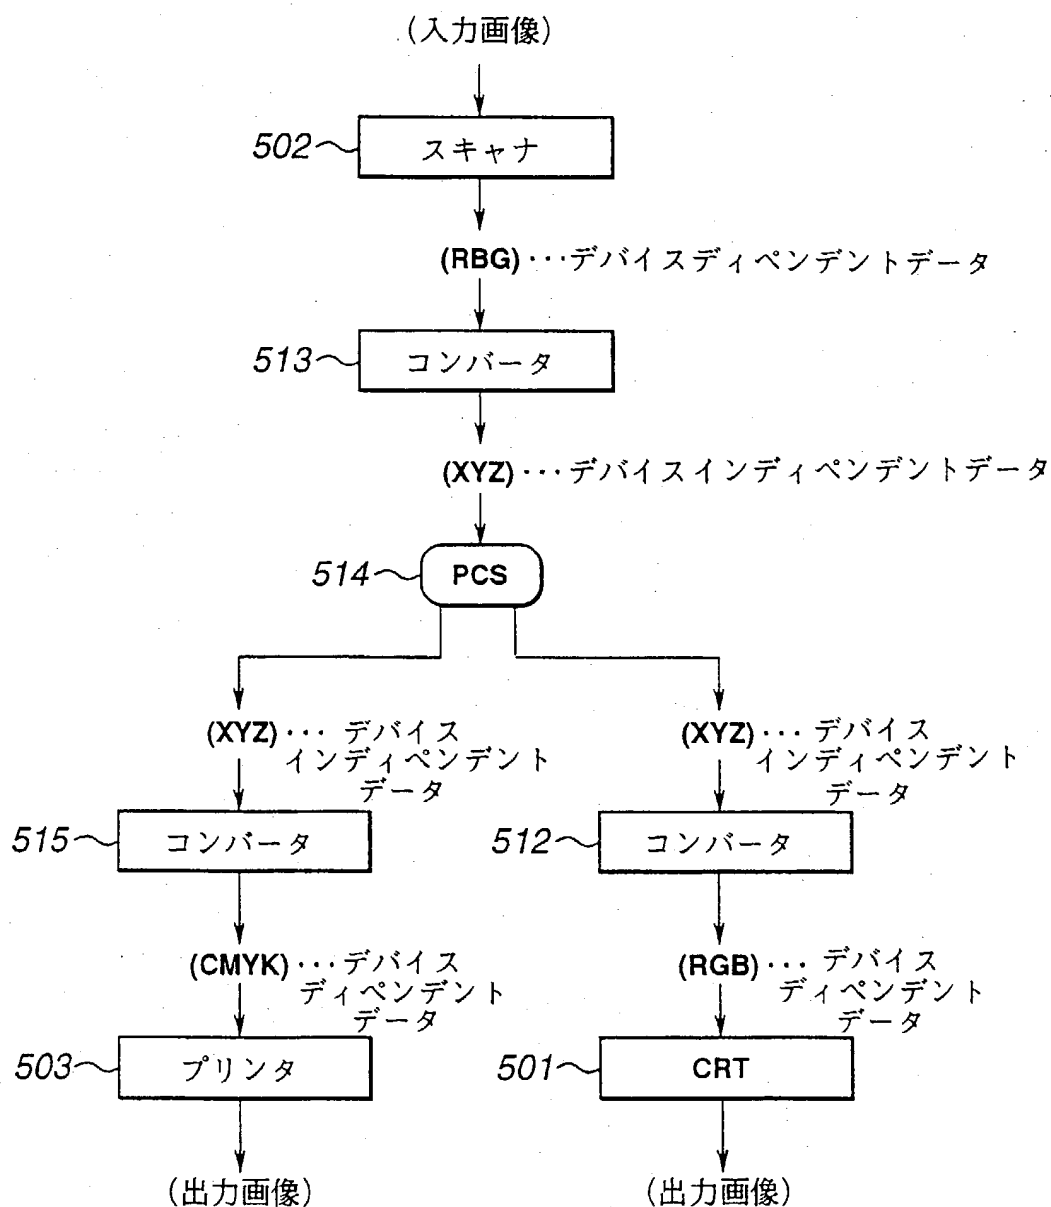 (入力画像)
502 スキャナ
(RBG)···デバイスディペンデントデータ
513 コンバータ
(XYZ)···デバイスインディペンデントデータ
514 PCS
(XYZ)··· デバイス
インディペンデント
データ
(XYZ)··· デバイス
インディペンデント
データ
515 コンバータ
512 コンバータ
(CMYK)···デバイス
ディペンデント
データ
(RGB)··· デバイス
ディペンデント
データ
503 プリンタ
501 CRT
(出力画像)
(出力画像)